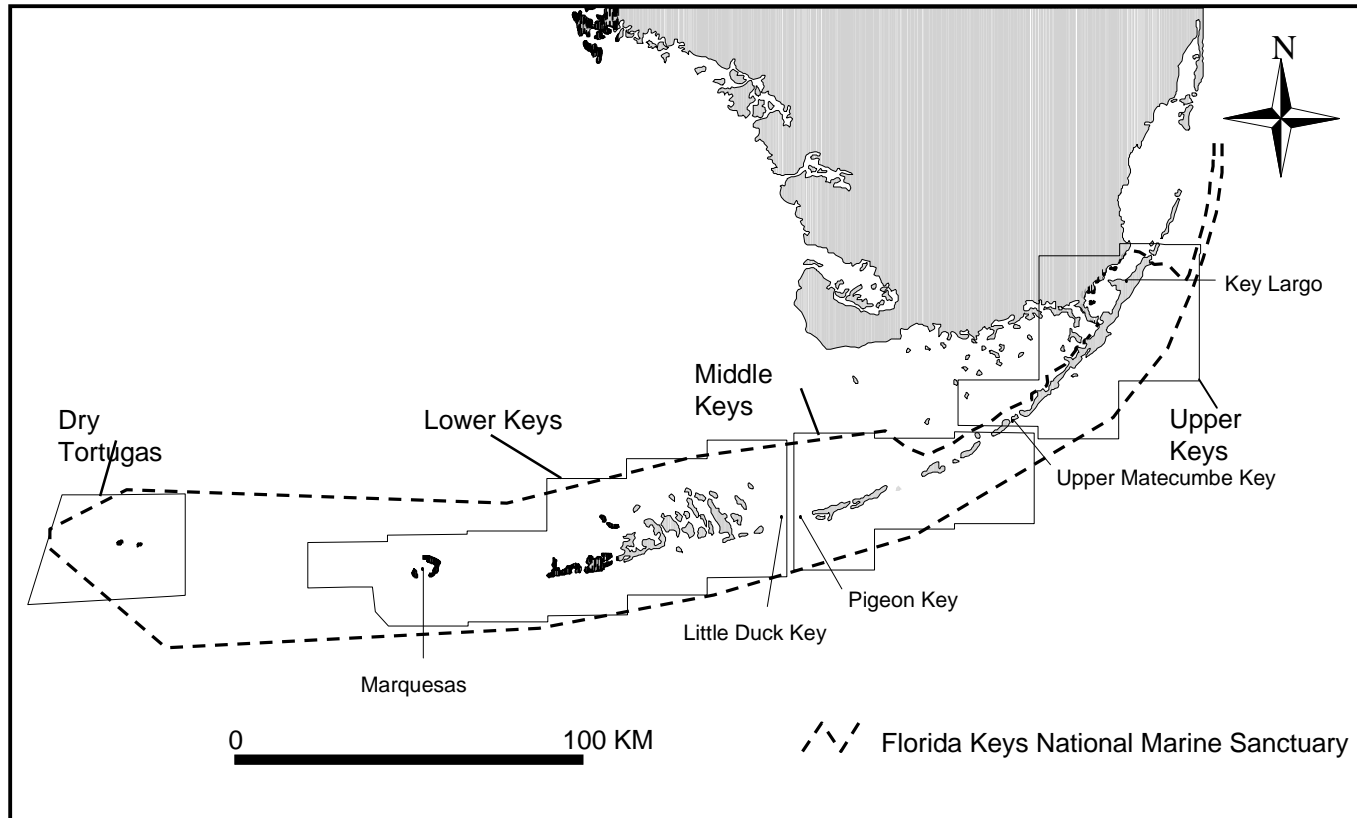 N
Key Largo
Middle
Keys
Dry
Tortugas
Lower Keys
Upper
Keys
Upper Matecumbe Key
Pigeon Key
Little Duck Key
Marquesas
0
100 KM
Florida Keys National Marine Sanctuary